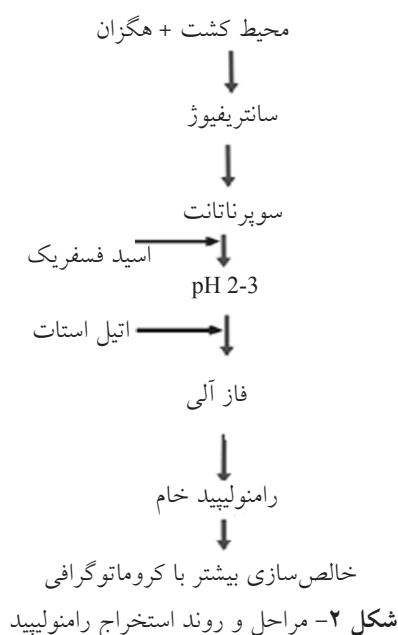 محیط کشت + هگزان
سانتریفیوژ
سوپرناتانت
اسید فسفریک
pH 2-3
اتیل استات
فاز آلی
رامنولیپید خام
خالص‌سازی بیشتر با کروماتوگرافی
شکل ۲- مراحل و روند استخراج رامنولیپید